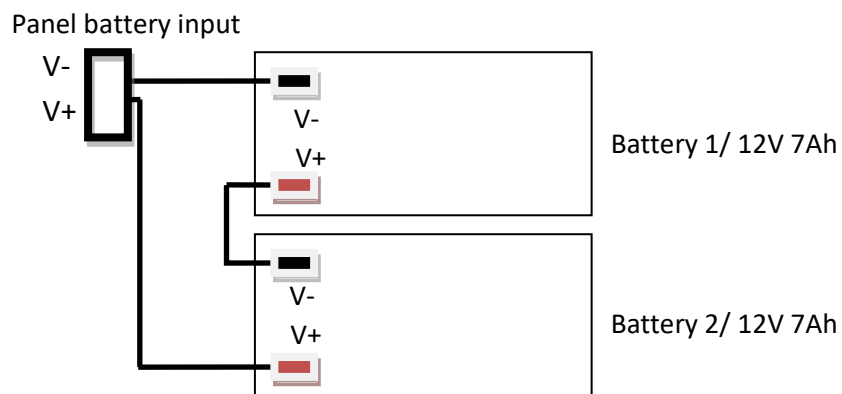 Panel battery input
V-
V+
V-
V+
Battery 1/ 12V 7Ah
V-
V+
Battery 2/ 12V 7Ah